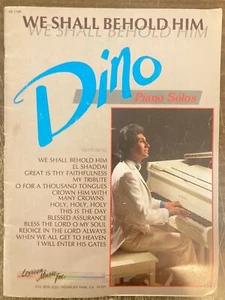 WE SHALL BEHOLD HIM
WE SHALL BEHOLD HIM
Dino
Piano Solos
WE SHALL BEHOLD HIM
EL SHADDAI
GREAT IS THY FAITHFULNESS
MY TRIBUTE
O FOR A THOUSAND TONGUES
CROWN HIM WITH
MANY CROWNS
HOLY, HOLY, HOLY
THIS IS THE DAY
BLESSED ASSURANCE
BLESS THE LORD O MY SOUL
REJOICE IN THE LORD ALWAYS
WHEN WE ALL GET TO HEAVEN
I WILL ENTER HIS GATES